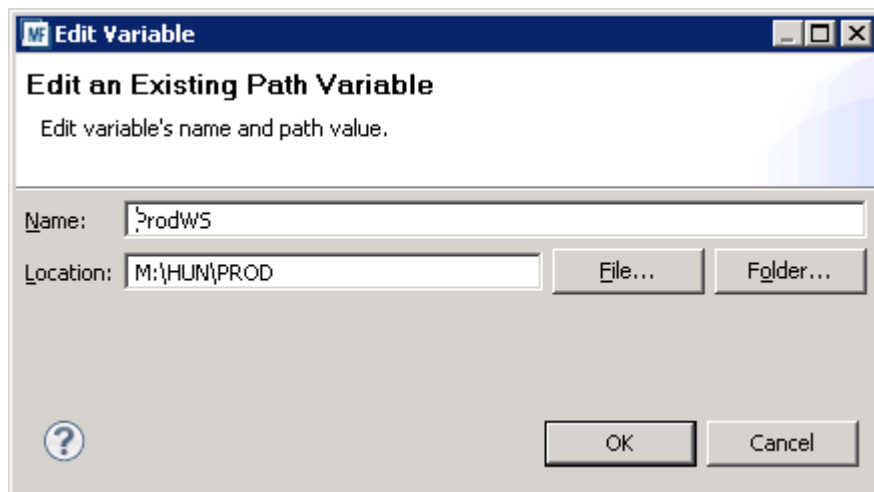 MF Edit Variable
Edit an Existing Path Variable
Edit variable's name and path value.
Name: ProdWS
Location: M:\HUN\PROD File... Folder...
? OK Cancel